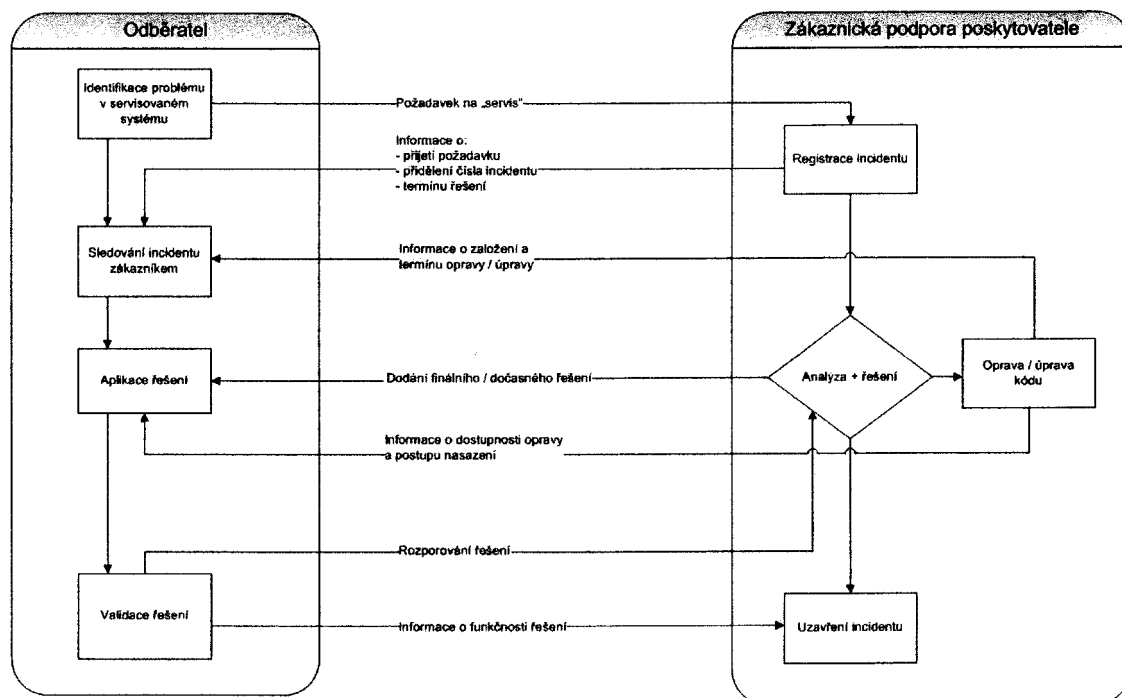 Odběratel
Zákaznická podpora poskytovatele
Identifikace problému
v servisovaném
systému
Požadavek na „servis"
Informace o:
- přijetí požadavku
- přidělení čísla incidentu
- termínu řešení
Registrace incidentu
Sledování incidentu
zákazníkem
Informace o založení a
termínu opravy / úpravy
Aplikace řešení
Dodání finálního / dočasného řešení
Analýza + řešení
Oprava / úprava
kódu
Informace o dostupnosti opravy
a postupu nasazení
Rozporování řešení
Validace řešení
Informace o funkčnosti řešení
Uzavření incidentu